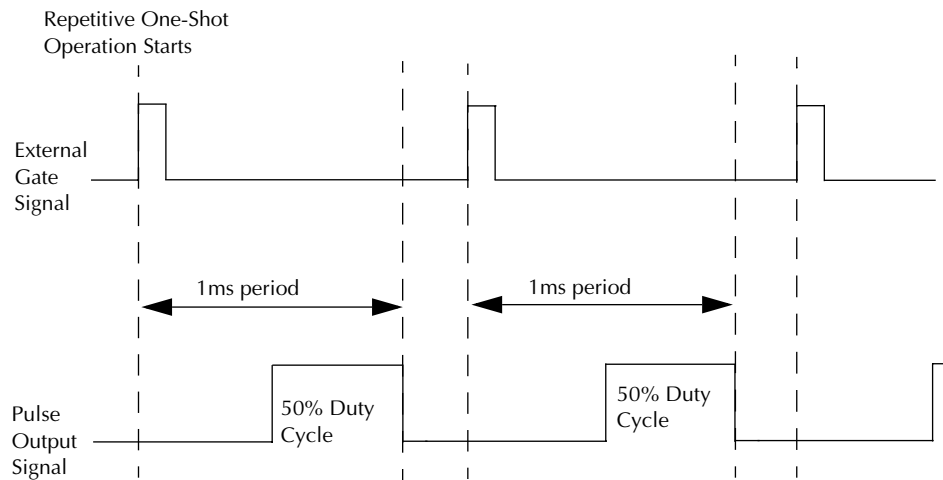 Repetitive One-Shot
Operation Starts
External
Gate
Signal
1ms period
1ms period
Pulse
Output
Signal
50% Duty
Cycle
50% Duty
Cycle